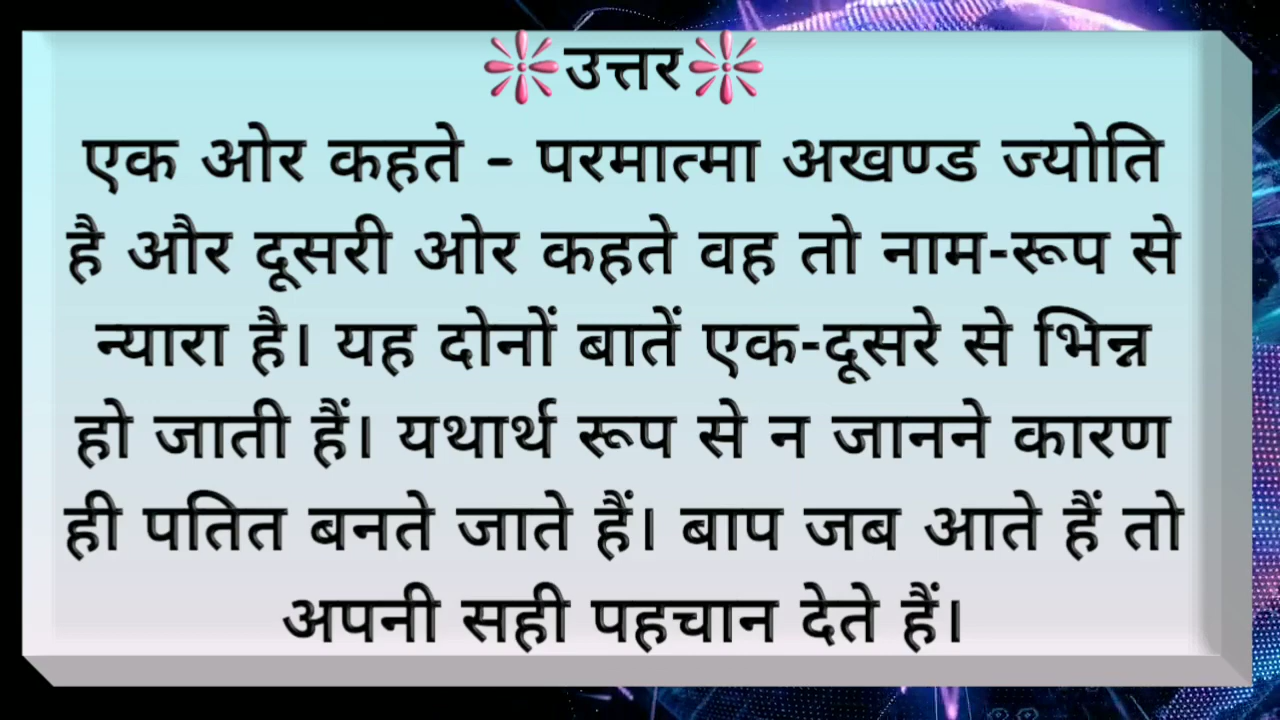 उत्तर
एक ओर कहते - परमात्मा अखण्ड ज्योति
है और दूसरी ओर कहते वह तो नाम-रूप से
न्यारा है। यह दोनों बातें एक-दूसरे से भिन्न
हो जाती हैं। यथार्थ रूप से न जानने कारण
ही पतित बनते जाते हैं। बाप जब आते हैं तो
अपनी सही पहचान देते हैं।